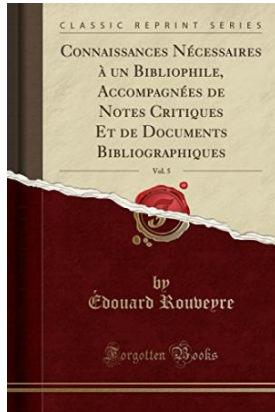 CLASSIC REPRINT SERIES
CONNAISSANCES NÉCESSAIRES
À UN BIBLIOPHILE,
ACCOMPAGNÉES DE
NOTES CRITIQUES
ET DE DOCUMENTS
BIBLIOGRAPHIQUES
Vol. 5
by
Édouard Rouveyre
Forgotten Books